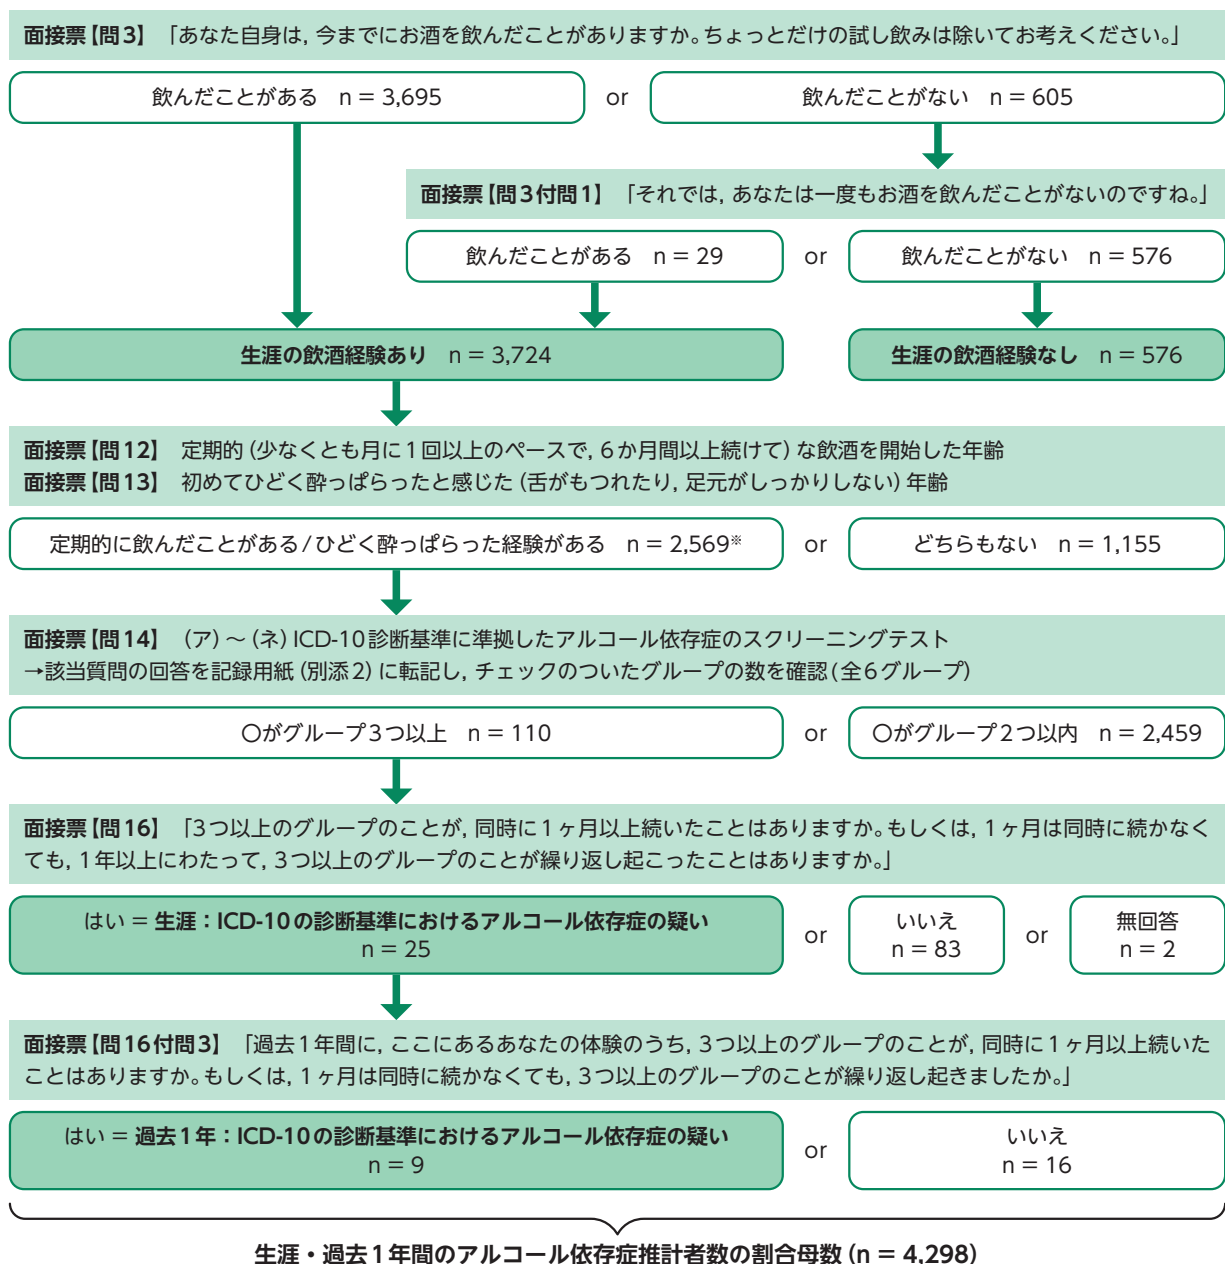 面接票【問3】 「あなた自身は, 今までにお酒を飲んだことがありますか。ちょっとだけの試し飲みは除いてお考えください。」
飲んだことがある n = 3,695 or 飲んだことがない n = 605
面接票【問3付問1】 「それでは, あなたは一度もお酒を飲んだことがないのですね。」
飲んだことがある n = 29 or 飲んだことがない n = 576
生涯の飲酒経験あり n = 3,724 生涯の飲酒経験なし n = 576
面接票【問12】 定期的 (少なくとも月に1回以上のペースで, 6か月間以上続けて) な飲酒を開始した年齢
面接票【問13】 初めてひどく酔っぱらったと感じた (舌がもつれたり, 足元がしっかりしない) 年齢
定期的に飲んだことがある/ひどく酔っぱらった経験がある n = 2,569※ or どちらもない n = 1,155
面接票【問14】 (ア) ~ (ネ) ICD-10診断基準に準拠したアルコール依存症のスクリーニングテスト
→該当質問の回答を記録用紙 (別添2) に転記し, チェックのついたグループの数を確認 (全6グループ)
〇がグループ3つ以上 n = 110 or 〇がグループ2つ以内 n = 2,459
面接票【問16】 「3つ以上のグループのことが, 同時に1ヶ月以上続いたことはありますか。もしくは, 1ヶ月は同時に続かなく
ても, 1年以上にわたって, 3つ以上のグループのことが繰り返し起こったことはありますか。」
はい = 生涯:ICD-10の診断基準におけるアルコール依存症の疑い
n = 25
or
いいえ
n = 83
or
無回答
n = 2
面接票【問16付問3】 「過去1年間に, ここにあるあなたの体験のうち, 3つ以上のグループのことが, 同時に1ヶ月以上続いた
ことはありますか。もしくは, 1ヶ月は同時に続かなくても, 3つ以上のグループのことが繰り返し起きましたか。」
はい = 過去1年:ICD-10の診断基準におけるアルコール依存症の疑い
n = 9
or
いいえ
n = 16
生涯・過去1年間のアルコール依存症推計者数の割合母数 (n = 4,298)